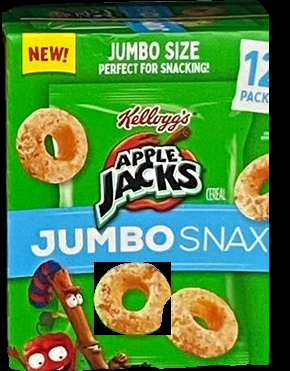 NEW!
JUMBO SIZE
PERFECT FOR SNACKING!
12
PACK
Kellogg's
APPLE
JACKS
CEREAL
JUMBO SNAX